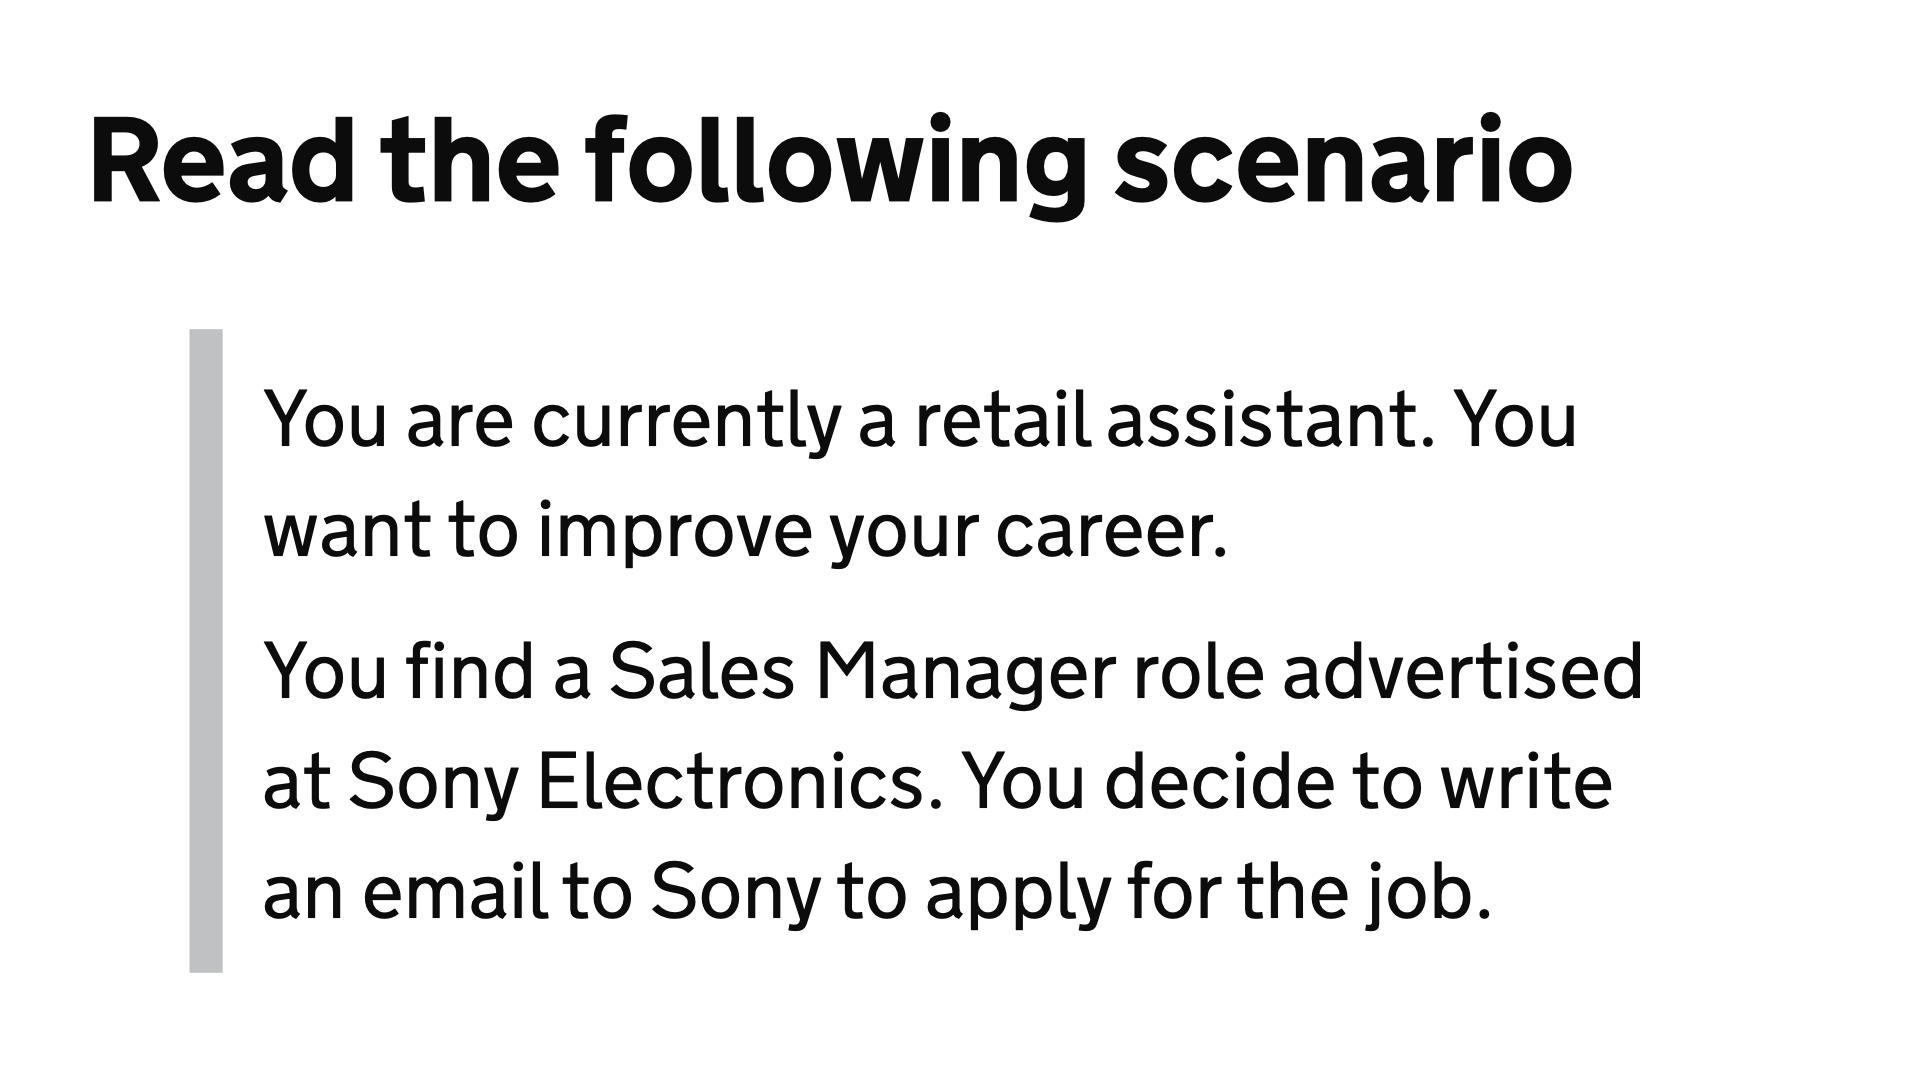 Read the following scenario
You are currently a retail assistant. You
want to improve your career.
You find a Sales Manager role advertised
at Sony Electronics. You decide to write
an email to Sony to apply for the job.